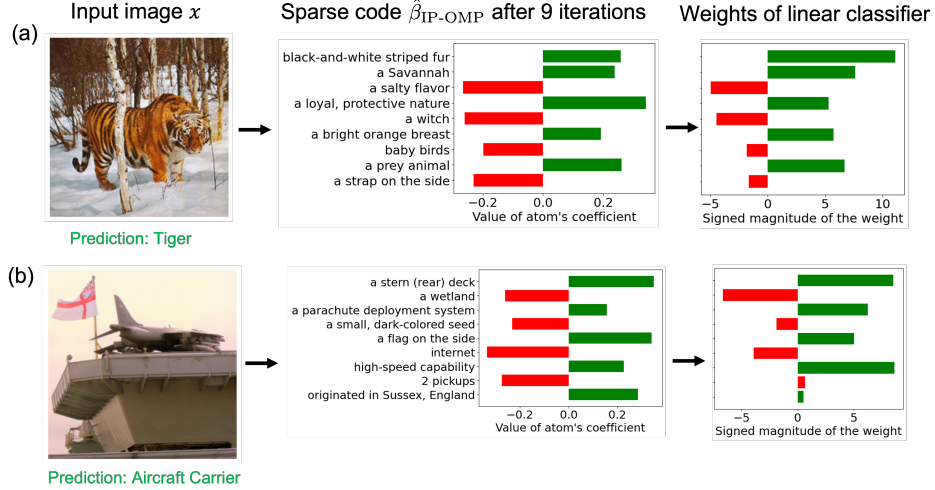 Input image x
Sparse code β̂IP-OMP after 9 iterations
Weights of linear classifier
(a)
black-and-white striped fur
a Savannah
a salty flavor
a loyal, protective nature
a witch
a bright orange breast
baby birds
a prey animal
a strap on the side
−0.2 0.0 0.2
Value of atom's coefficient
−5 0 5 10
Signed magnitude of the weight
Prediction: Tiger
(b)
a stern (rear) deck
a wetland
a parachute deployment system
a small, dark-colored seed
a flag on the side
internet
high-speed capability
2 pickups
originated in Sussex, England
−0.2 0.0 0.2
Value of atom's coefficient
−5 0 5
Signed magnitude of the weight
Prediction: Aircraft Carrier